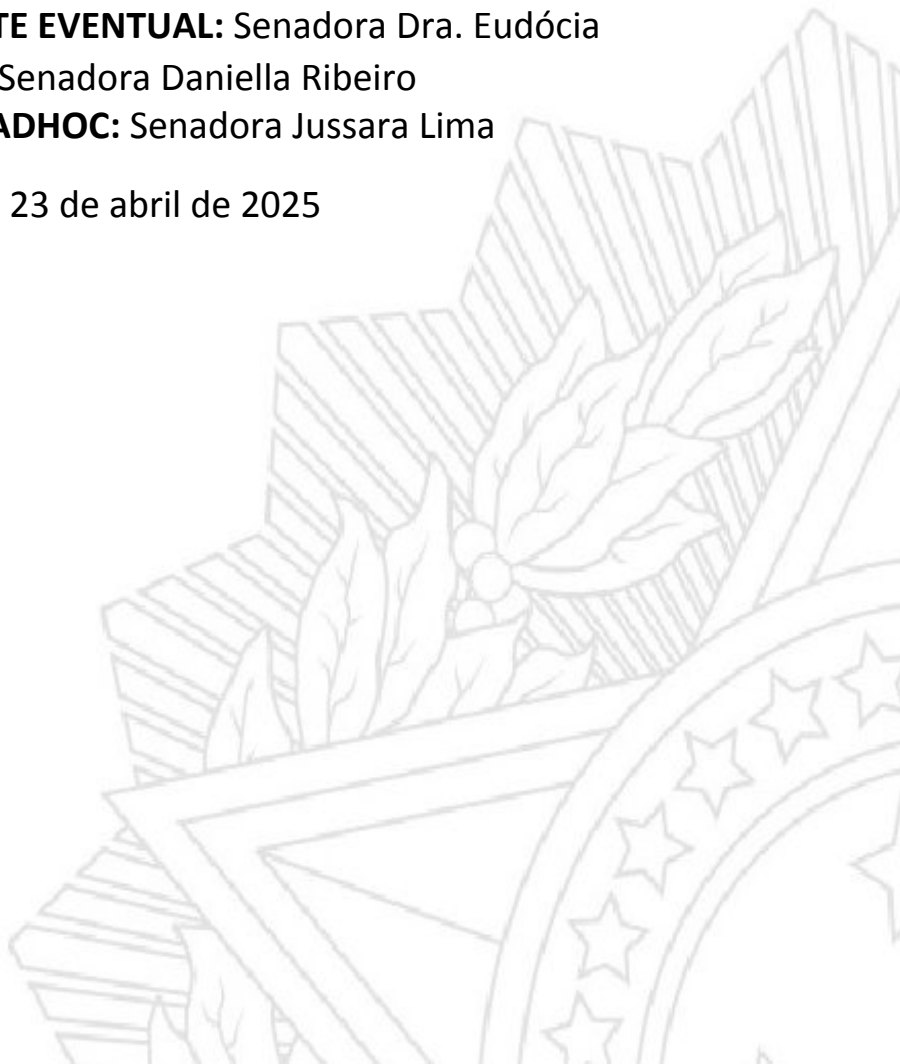 TE EVENTUAL: Senadora Dra. Eudócia
Senadora Daniella Ribeiro
ADHOC: Senadora Jussara Lima
23 de abril de 2025